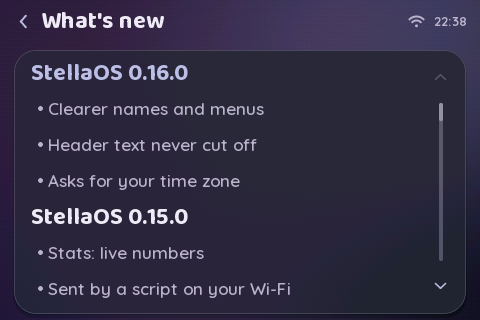 What's new
22:38
StellaOS 0.16.0
• Clearer names and menus
• Header text never cut off
• Asks for your time zone
StellaOS 0.15.0
• Stats: live numbers
• Sent by a script on your Wi-Fi